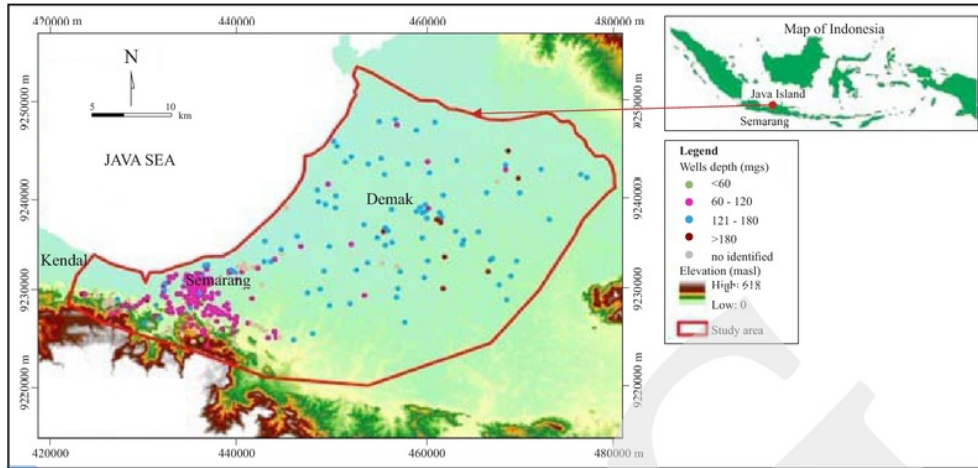 420000 m
440000
460000
480000 m
Map of Indonesia
Java Island
Semarang
N
5
10
km
JAVA SEA
Demak
Kendal
Semarang
9250000 m
9240000
9230000
9220000 m
9250000 m
9240000
9230000
9220000 m
Legend
Wells depth (mgs)
<60
60 - 120
121 - 180
>180
no identified
Elevation (masl)
High: 618
Low: 0
Study area
420000 m
440000
460000
480000 m
G